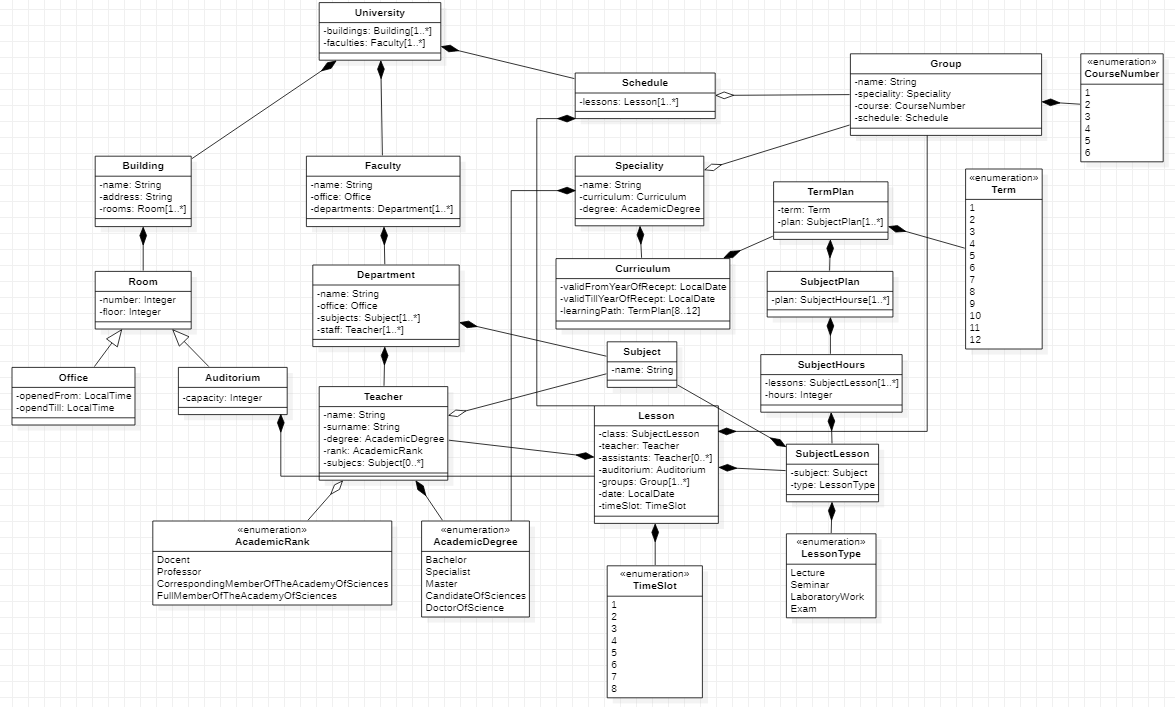 University
-buildings: Building[1..*]
-faculties: Faculty[1..*]
Schedule
-lessons: Lesson[1..*]
Group
-name: String
-speciality: Speciality
-course: CourseNumber
-schedule: Schedule
«enumeration»
CourseNumber
1
2
3
4
5
6
Building
-name: String
-address: String
-rooms: Room[1..*]
Faculty
-name: String
-office: Office
-departments: Department[1..*]
Speciality
-name: String
-curriculum: Curriculum
-degree: AcademicDegree
TermPlan
-term: Term
-plan: SubjectPlan[1..*]
«enumeration»
Term
1
2
3
4
5
6
7
8
9
10
11
12
Room
-number: Integer
-floor: Integer
Department
-name: String
-office: Office
-subjects: Subject[1..*]
-staff: Teacher[1..*]
Curriculum
-validFromYearOfRecept: LocalDate
-validTillYearOfRecept: LocalDate
-learningPath: TermPlan[8..12]
SubjectPlan
-plan: SubjectHourse[1..*]
Office
-openedFrom: LocalTime
-opendTill: LocalTime
Auditorium
-capacity: Integer
Subject
-name: String
SubjectHours
-lessons: SubjectLesson[1..*]
-hours: Integer
Teacher
-name: String
-surname: String
-degree: AcademicDegree
-rank: AcademicRank
-subjecs: Subject[0..*]
Lesson
-class: SubjectLesson
-teacher: Teacher
-assistants: Teacher[0..*]
-auditorium: Auditorium
-groups: Group[1..*]
-date: LocalDate
-timeSlot: TimeSlot
SubjectLesson
-subject: Subject
-type: LessonType
«enumeration»
AcademicRank
Docent
Professor
CorrespondingMemberOfTheAcademyOfSciences
FullMemberOfTheAcademyOfSciences
«enumeration»
AcademicDegree
Bachelor
Specialist
Master
CandidateOfSciences
DoctorOfScience
«enumeration»
TimeSlot
1
2
3
4
5
6
7
8
«enumeration»
LessonType
Lecture
Seminar
LaboratoryWork
Exam